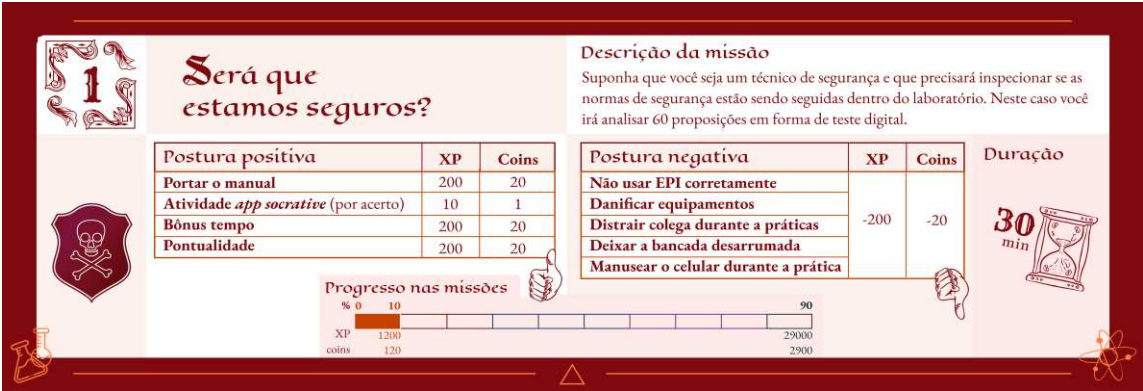 1
Será que
estamos seguros?
Descrição da missão
Suponha que você seja um técnico de segurança e que precisará inspecionar se as
normas de segurança estão sendo seguidas dentro do laboratório. Neste caso você
irá analisar 60 proposições em forma de teste digital.
Postura positiva XP Coins
Portar o manual 200 20
Atividade app socrative (por acerto) 10 1
Bônus tempo 200 20
Pontualidade 200 20
Postura negativa XP Coins
Não usar EPI corretamente
Danificar equipamentos
Distrair colega durante a práticas -200 -20
Deixar a bancada desarrumada
Manusear o celular durante a prática
Duração
30
min
Progresso nas missões
% 0 10 90
XP 1200 29000
coins 120 2900